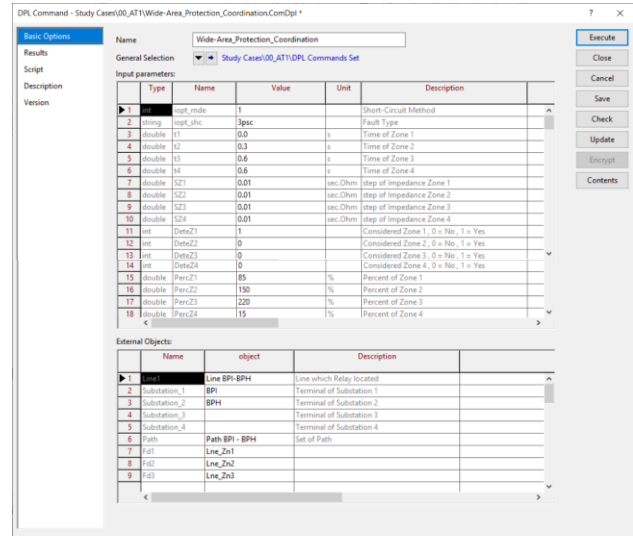 DPL Command - Study Cases\00_AT1\Wide-Area_Protection_Coordination.ComDpl *
? ×
Basic Options
Results
Script
Description
Version
Name Wide-Area_Protection_Coordination
General Selection Study Cases\00_AT1\DPL Commands Set
Input parameters:
Type Name Value Unit Description
1 int iopt_mde 1 Short-Circuit Method
2 string iopt_shc 3psc Fault Type
3 double t1 0.0 s Time of Zone 1
4 double t2 0.3 s Time of Zone 2
5 double t3 0.6 s Time of Zone 3
6 double t4 0.6 s Time of Zone 4
7 double SZ1 0.01 sec.Ohm step of Impedance Zone 1
8 double SZ2 0.01 sec.Ohm step of Impedance Zone 2
9 double SZ3 0.01 sec.Ohm step of Impedance Zone 3
10 double SZ4 0.01 sec.Ohm step of Impedance Zone 4
11 int DeteZ1 1 Considered Zone 1 , 0 = No , 1 = Yes
12 int DeteZ2 0 Considered Zone 2 , 0 = No , 1 = Yes
13 int DeteZ3 0 Considered Zone 3 , 0 = No , 1 = Yes
14 int DeteZ4 0 Considered Zone 4 , 0 = No , 1 = Yes
15 double PercZ1 85 % Percent of Zone 1
16 double PercZ2 150 % Percent of Zone 2
17 double PercZ3 220 % Percent of Zone 3
18 double PercZ4 15 % Percent of Zone 4
External Objects:
Name object Description
1 Line1 Line BPI-BPH Line which Relay located
2 Substation_1 BPI Terminal of Substation 1
3 Substation_2 BPH Terminal of Substation 2
4 Substation_3 Terminal of Substation 3
5 Substation_4 Terminal of Substation 4
6 Path Path BPI - BPH Set of Path
7 Fd1 Lne_Zn1
8 Fd2 Lne_Zn2
9 Fd3 Lne_Zn3
Execute
Close
Cancel
Save
Check
Update
Encrypt
Contents